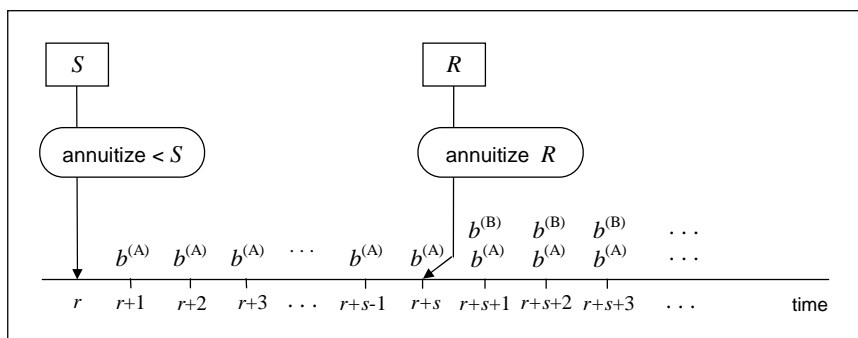 S R
annuitize < S annuitize R
b(B) b(B) b(B) . . .
b(A) b(A) b(A) . . . b(A) b(A) b(A) b(A) b(A) . . .
r r+1 r+2 r+3 . . . r+s-1 r+s r+s+1 r+s+2 r+s+3 . . . time